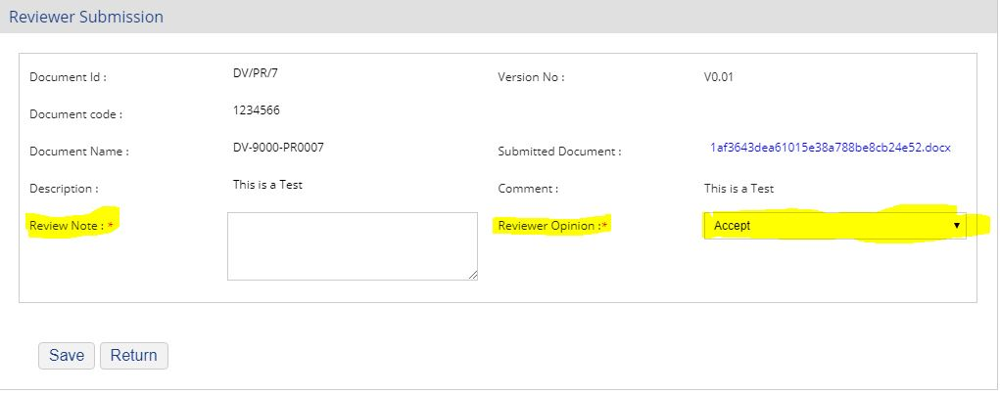 Reviewer Submission
Document Id : DV/PR/7 Version No : V0.01
Document code : 1234566
Document Name : DV-9000-PR0007 Submitted Document : 1af3643dea61015e38a788be8cb24e52.docx
Description : This is a Test Comment : This is a Test
Review Note : * Reviewer Opinion :* Accept
Save Return